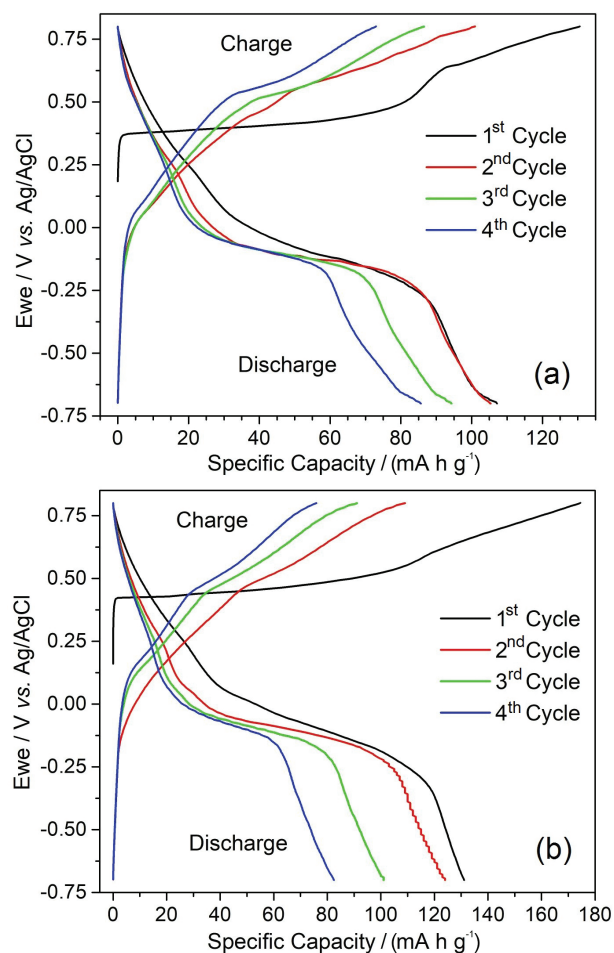 0.75
0.50
0.25
0.00
-0.25
-0.50
-0.75
Ewe / V vs. Ag/AgCl
Charge
1st Cycle
2nd Cycle
3rd Cycle
4th Cycle
Discharge
(a)
0 20 40 60 80 100 120
Specific Capacity / (mA h g-1)
0.75
0.50
0.25
0.00
-0.25
-0.50
-0.75
Ewe / V vs. Ag/AgCl
Charge
1st Cycle
2nd Cycle
3rd Cycle
4th Cycle
Discharge
(b)
0 20 40 60 80 100 120 140 160 180
Specific Capacity / (mA h g-1)